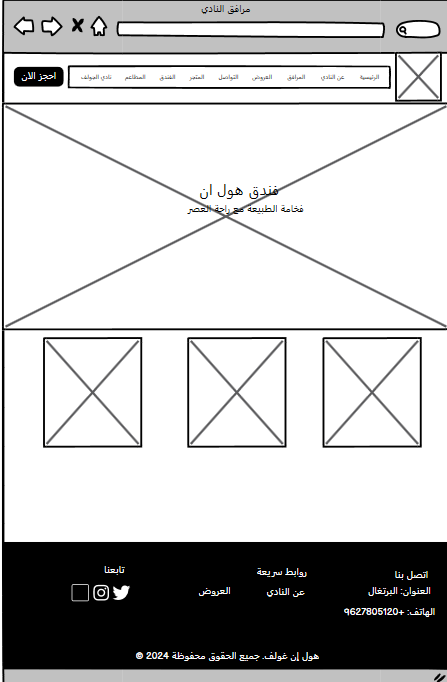 مرافق النادي
الرئيسية عن النادي المرافق العروض التواصل المتجر الفندق المطاعم نادي الجولف
احجز الآن
فندق هول ان
فخامة الطبيعة مع راحة العصر
اتصل بنا
العنوان: البرتغال
الهاتف: +9627805120
روابط سريعة
عن النادي العروض
تابعنا
هول إن غولف. جميع الحقوق محفوظة 2024 ©